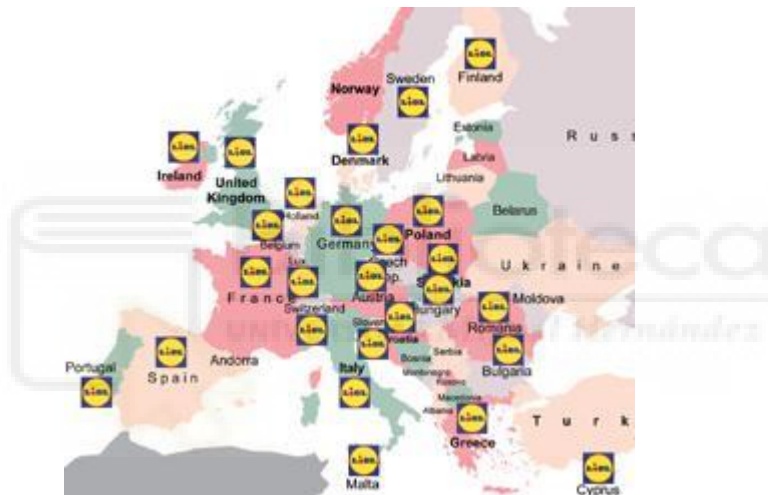 Norway
Sweden
Finland
Estonia
Latvia
Lithuania
Russ
Ireland
United
Kingdom
Denmark
Holland
Belgium
Lux
Germany
Poland
Belarus
Ukraine
France
Switzerland
Austria
Hungary
Moldova
Romania
Bulgaria
Portugal
Spain
Andorra
Italy
Bosnia
Serbia
Montenegro
Kosovo
Macedonia
Albania
Greece
Turk
Malta
Cyprus